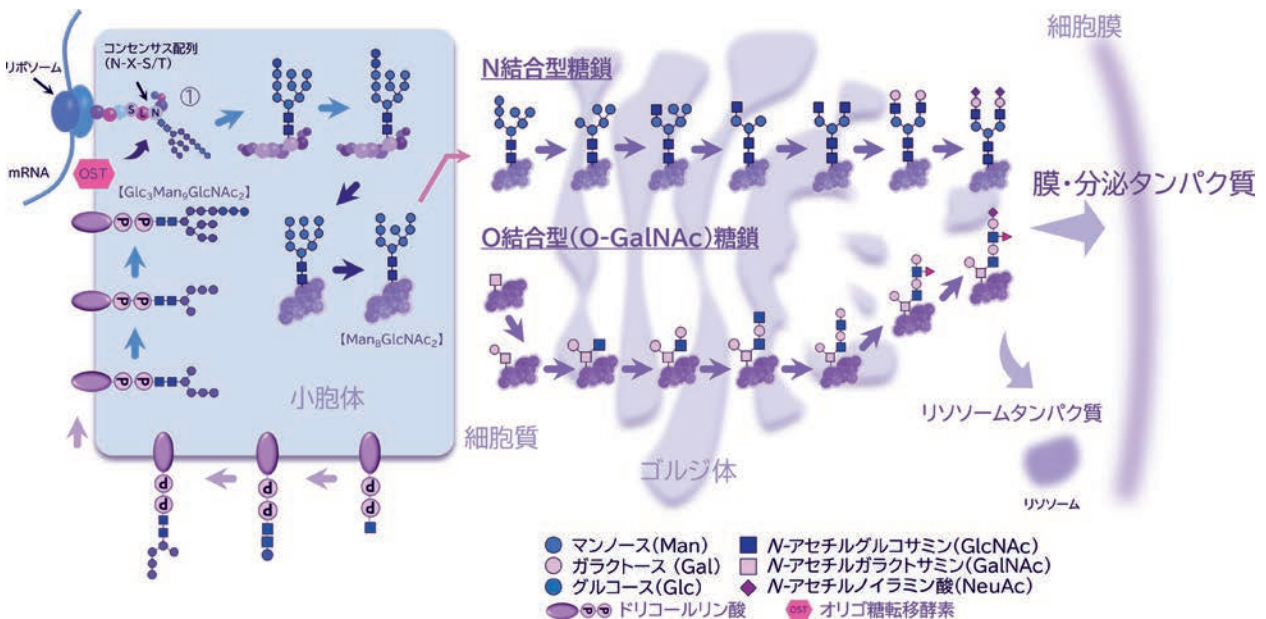 コンセンサス配列
(N-X-S/T)
リボソーム
①
S
N
mRNA
OST
【Glc₃Man₉GlcNAc₂】
P P
P P
P P
【Man₈GlcNAc₂】
小胞体
細胞質
P P
P P
P P
N結合型糖鎖
O結合型(O-GalNAc)糖鎖
ゴルジ体
細胞膜
膜・分泌タンパク質
リソソームタンパク質
リソソーム
マンノース(Man)
N-アセチルグルコサミン(GlcNAc)
ガラクトース (Gal)
N-アセチルガラクトサミン(GalNAc)
グルコース(Glc)
N-アセチルノイラミン酸(NeuAc)
P P ドリコールリン酸
OST オリゴ糖転移酵素